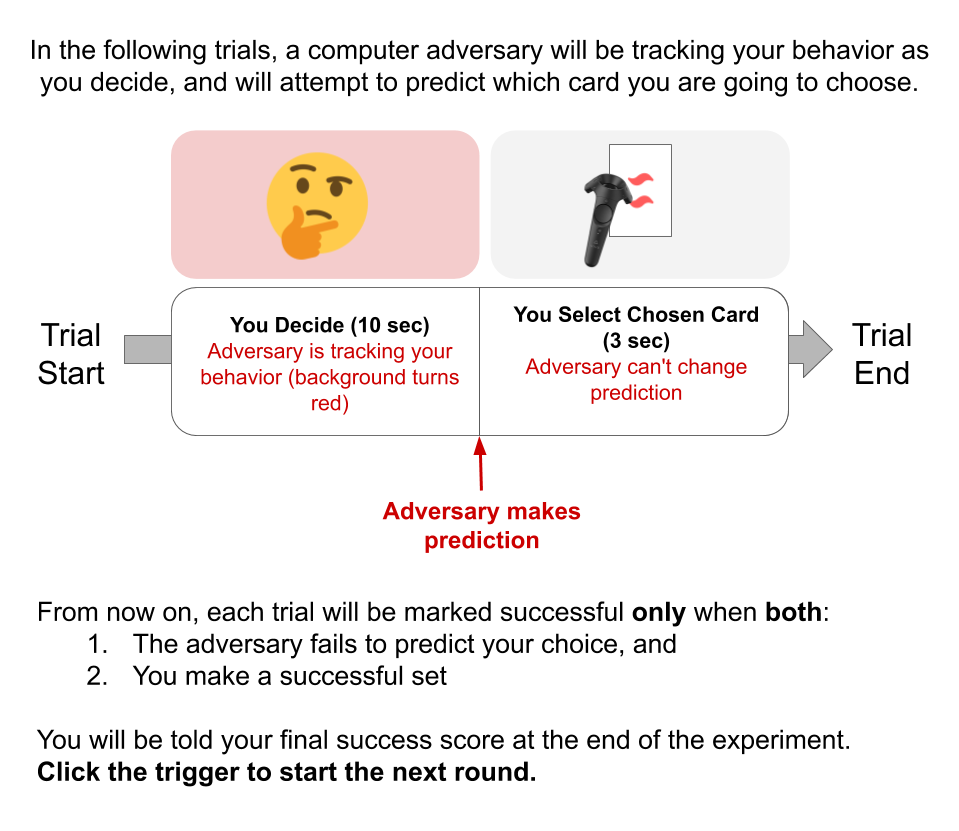 In the following trials, a computer adversary will be tracking your behavior as
you decide, and will attempt to predict which card you are going to choose.
Trial
Start
You Decide (10 sec)
Adversary is tracking your
behavior (background turns
red)
You Select Chosen Card
(3 sec)
Adversary can't change
prediction
Trial
End
Adversary makes
prediction
From now on, each trial will be marked successful only when both:
1. The adversary fails to predict your choice, and
2. You make a successful set
You will be told your final success score at the end of the experiment.
Click the trigger to start the next round.